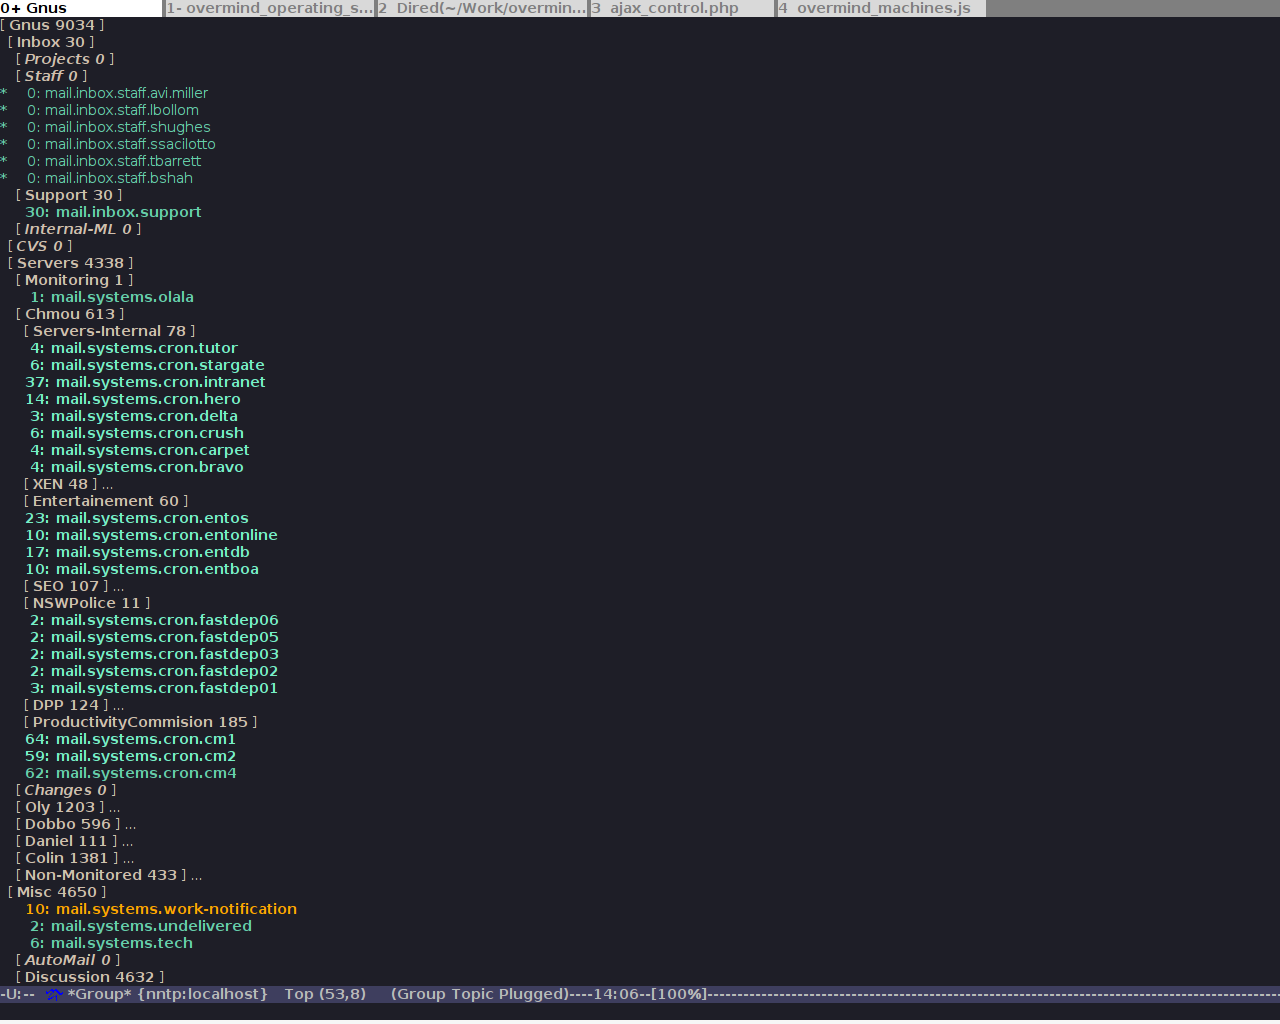 0+ Gnus 1- overmind_operating_s... 2 Dired(~/Work/overmin... 3 ajax_control.php 4 overmind_machines.js
[ Gnus 9034 ]
[ Inbox 30 ]
[ Projects 0 ]
[ Staff 0 ]
* 0: mail.inbox.staff.avi.miller
* 0: mail.inbox.staff.lbollom
* 0: mail.inbox.staff.shughes
* 0: mail.inbox.staff.ssacilotto
* 0: mail.inbox.staff.tbarrett
* 0: mail.inbox.staff.bshah
[ Support 30 ]
30: mail.inbox.support
[ Internal-ML 0 ]
[ CVS 0 ]
[ Servers 4338 ]
[ Monitoring 1 ]
1: mail.systems.olala
[ Chmou 613 ]
[ Servers-Internal 78 ]
4: mail.systems.cron.tutor
6: mail.systems.cron.stargate
37: mail.systems.cron.intranet
14: mail.systems.cron.hero
3: mail.systems.cron.delta
6: mail.systems.cron.crush
4: mail.systems.cron.carpet
4: mail.systems.cron.bravo
[ XEN 48 ]...
[ Entertainement 60 ]
23: mail.systems.cron.entos
10: mail.systems.cron.entonline
17: mail.systems.cron.entdb
10: mail.systems.cron.entboa
[ SEO 107 ]...
[ NSWPolice 11 ]
2: mail.systems.cron.fastdep06
2: mail.systems.cron.fastdep05
2: mail.systems.cron.fastdep03
2: mail.systems.cron.fastdep02
3: mail.systems.cron.fastdep01
[ DPP 124 ]...
[ ProductivityCommision 185 ]
64: mail.systems.cron.cm1
59: mail.systems.cron.cm2
62: mail.systems.cron.cm4
[ Changes 0 ]
[ Oly 1203 ]...
[ Dobbo 596 ]...
[ Daniel 111 ]...
[ Colin 1381 ]...
[ Non-Monitored 433 ]...
[ Misc 4650 ]
10: mail.systems.work-notification
2: mail.systems.undelivered
6: mail.systems.tech
[ AutoMail 0 ]
[ Discussion 4632 ]
-U:-- *Group* {nntp:localhost} Top (53,8) (Group Topic Plugged)----14:06--[100%]------------------------------------------------------------